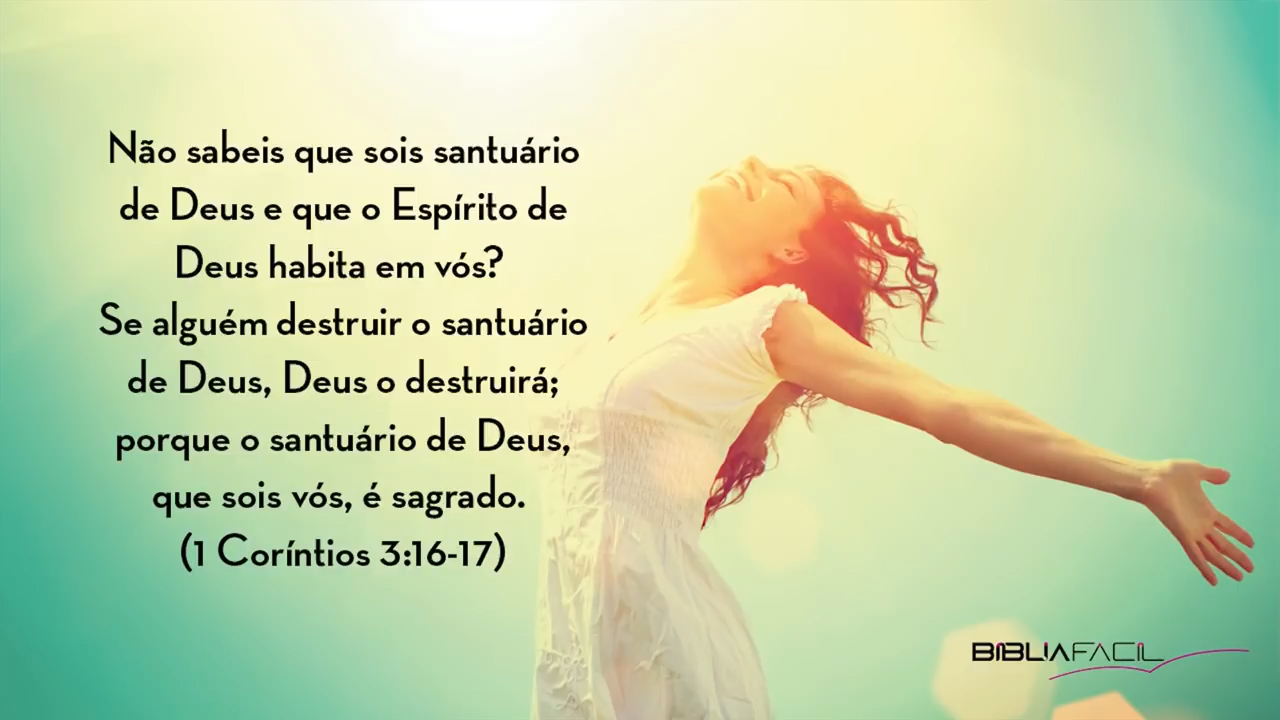 Não sabeis que sois santuário
de Deus e que o Espírito de
Deus habita em vós?
Se alguém destruir o santuário
de Deus, Deus o destruirá;
porque o santuário de Deus,
que sois vós, é sagrado.
(1 Coríntios 3:16-17)
BIBLIAFACIL